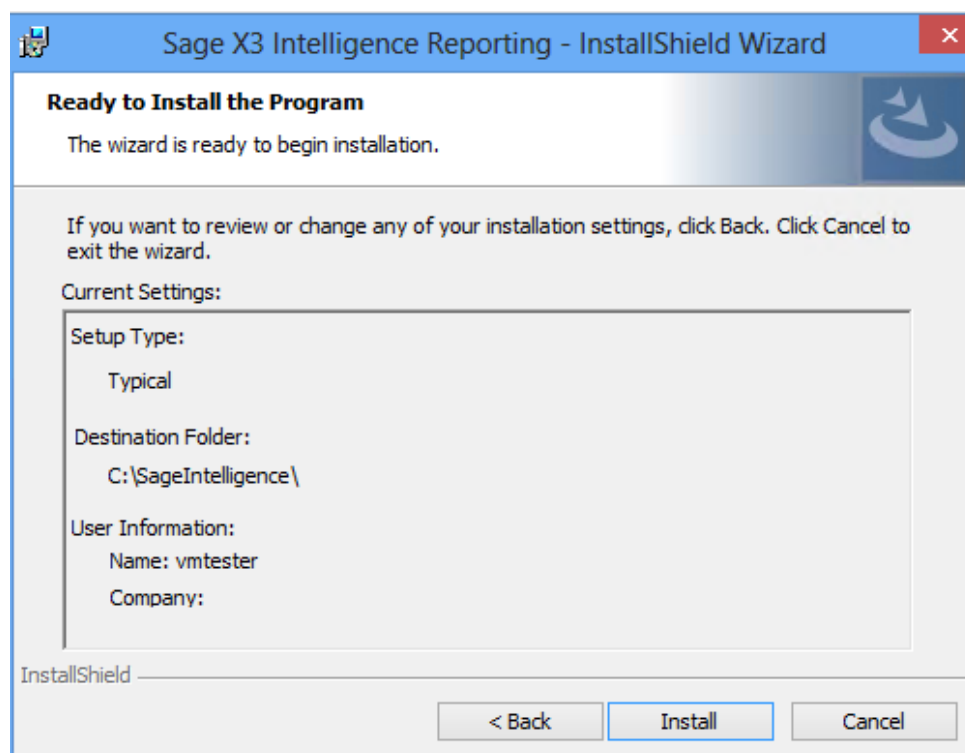 Sage X3 Intelligence Reporting - InstallShield Wizard
Ready to Install the Program
The wizard is ready to begin installation.
If you want to review or change any of your installation settings, click Back. Click Cancel to
exit the wizard.
Current Settings:
Setup Type:
Typical
Destination Folder:
C:\SageIntelligence\
User Information:
Name: vmtester
Company:
InstallShield
< Back
Install
Cancel